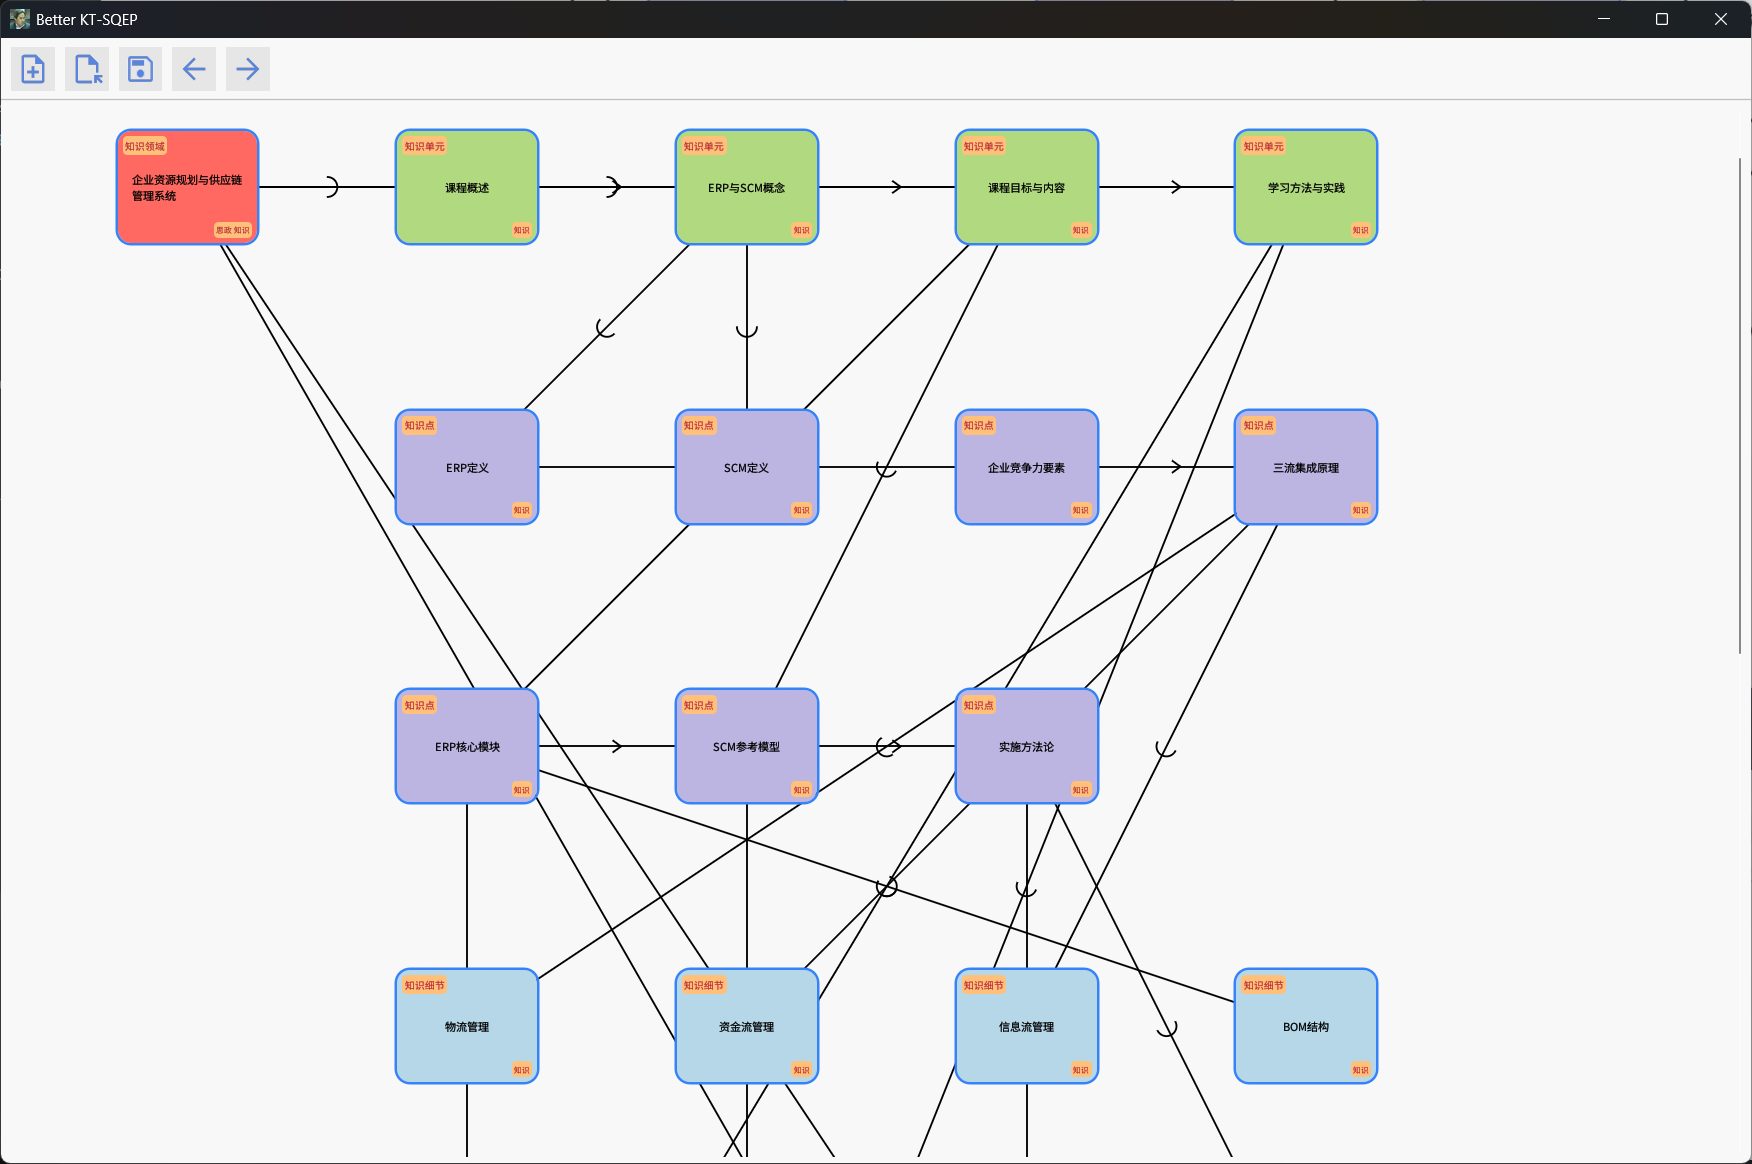 Better KT-SQEP
知识领域
企业资源规划与供应链
管理系统
思政 知识
知识单元
课程概述
知识
知识单元
ERP与SCM概念
知识
知识单元
课程目标与内容
知识
知识单元
学习方法与实践
知识
知识点
ERP定义
知识
知识点
SCM定义
知识
知识点
企业竞争力要素
知识
知识点
三流集成原理
知识
知识点
ERP核心模块
知识
知识点
SCM参考模型
知识
知识点
实施方法论
知识
知识细节
物流管理
知识
知识细节
资金流管理
知识
知识细节
信息流管理
知识
知识细节
BOM结构
知识